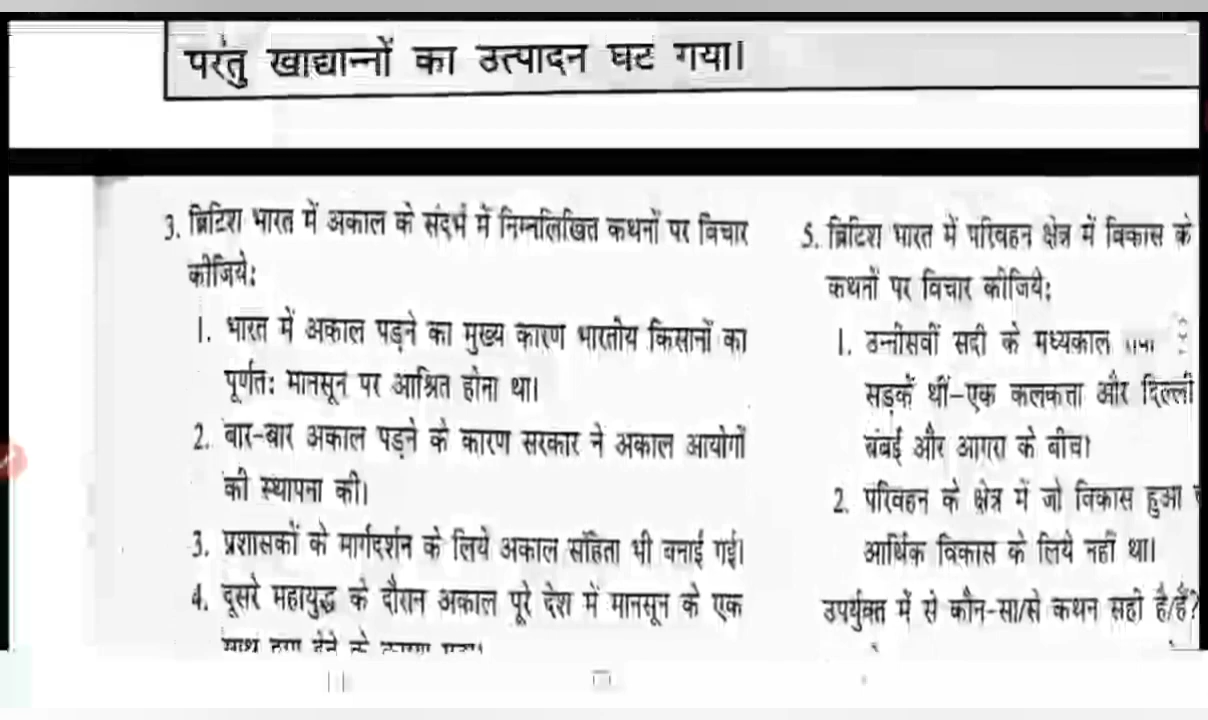 परंतु खाद्यान्नों का उत्पादन घट गया।
3. ब्रिटिश भारत में अकाल के संदर्भ में निम्नलिखित कथनों पर विचार
कीजिये:
1. भारत में अकाल पड़ने का मुख्य कारण भारतीय किसानों का
पूर्णत: मानसून पर आश्रित होना था।
2. बार-बार अकाल पड़ने के कारण सरकार ने अकाल आयोगों
की स्थापना की।
3. प्रशासकों के मार्गदर्शन के लिये अकाल संहिता भी बनाई गई।
4. दूसरे महायुद्ध के दौरान अकाल पूरे देश में मानसून के एक
5. ब्रिटिश भारत में परिवहन क्षेत्र में विकास के
कथनों पर विचार कीजिये:
1. उन्नीसवीं सदी के मध्यकाल
सड़कें थीं-एक कलकत्ता और दिल्ली
बंबई और आगरा के बीच।
2. परिवहन के क्षेत्र में जो विकास हुआ
आर्थिक विकास के लिये नहीं था।
उपर्युक्त में से कौन-सा/से कथन सही है/हैं?